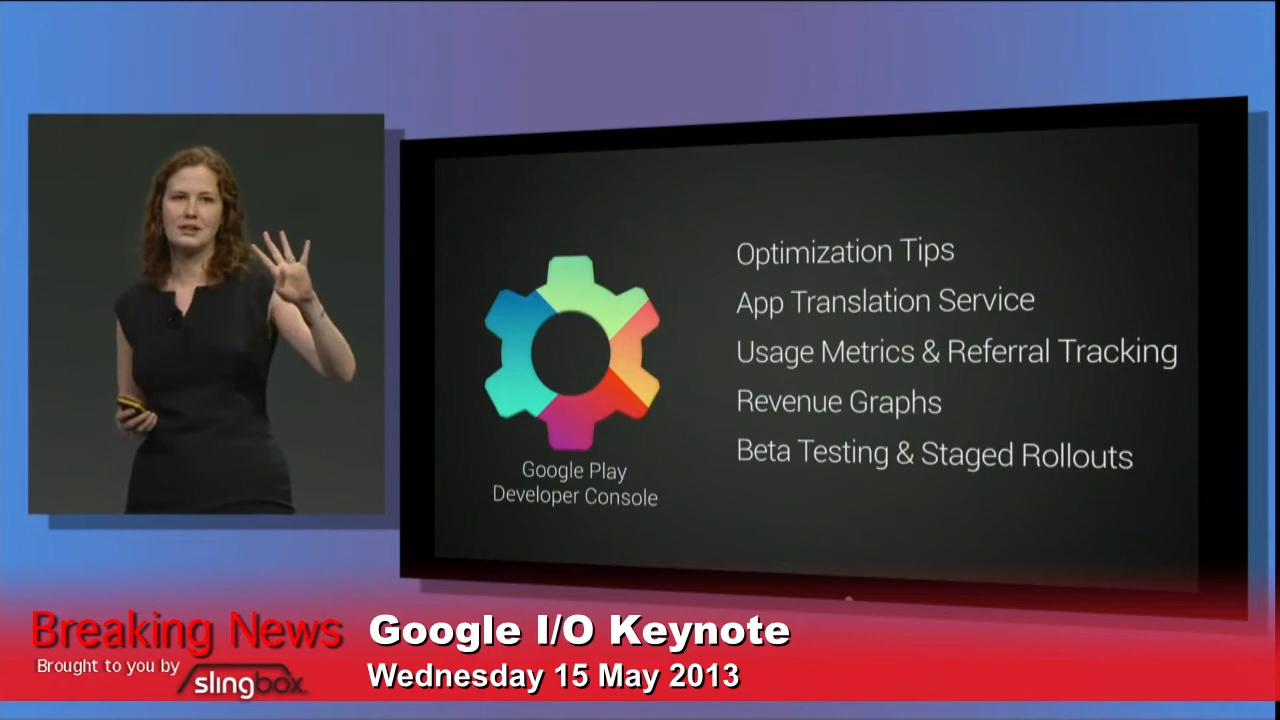 Optimization Tips
App Translation Service
Usage Metrics & Referral Tracking
Revenue Graphs
Beta Testing & Staged Rollouts
Google Play
Developer Console
Breaking News
Brought to you by
slingbox
Google I/O Keynote
Wednesday 15 May 2013